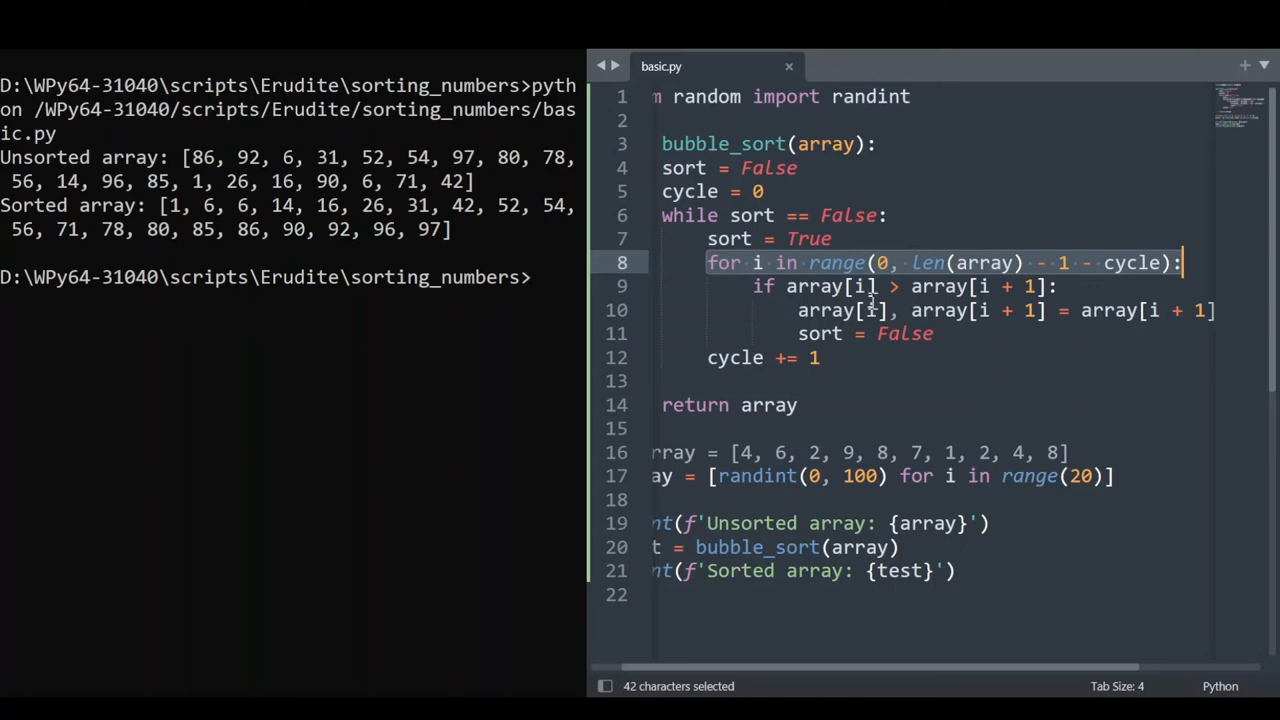 D:\WPy64-31040\scripts\Erudite\sorting_numbers>pyth
on /WPy64-31040/scripts/Erudite/sorting_numbers/bas
ic.py
Unsorted array: [86, 92, 6, 31, 52, 54, 97, 80, 78,
56, 14, 96, 85, 1, 26, 16, 90, 6, 71, 42]
Sorted array: [1, 6, 6, 14, 16, 26, 31, 42, 52, 54,
56, 71, 78, 80, 85, 86, 90, 92, 96, 97]
D:\WPy64-31040\scripts\Erudite\sorting_numbers>
basic.py
1 m random import randint
2
3 bubble_sort(array):
4 sort = False
5 cycle = 0
6 while sort == False:
7 sort = True
8 for i in range(0, len(array) - 1 - cycle):
9 if array[i] > array[i + 1]:
10 array[i], array[i + 1] = array[i + 1]
11 sort = False
12 cycle += 1
13
14 return array
15
16 rray = [4, 6, 2, 9, 8, 7, 1, 2, 4, 8]
17 ay = [randint(0, 100) for i in range(20)]
18
19 nt(f'Unsorted array: {array}')
20 t = bubble_sort(array)
21 nt(f'Sorted array: {test}')
22
42 characters selected
Tab Size: 4
Python